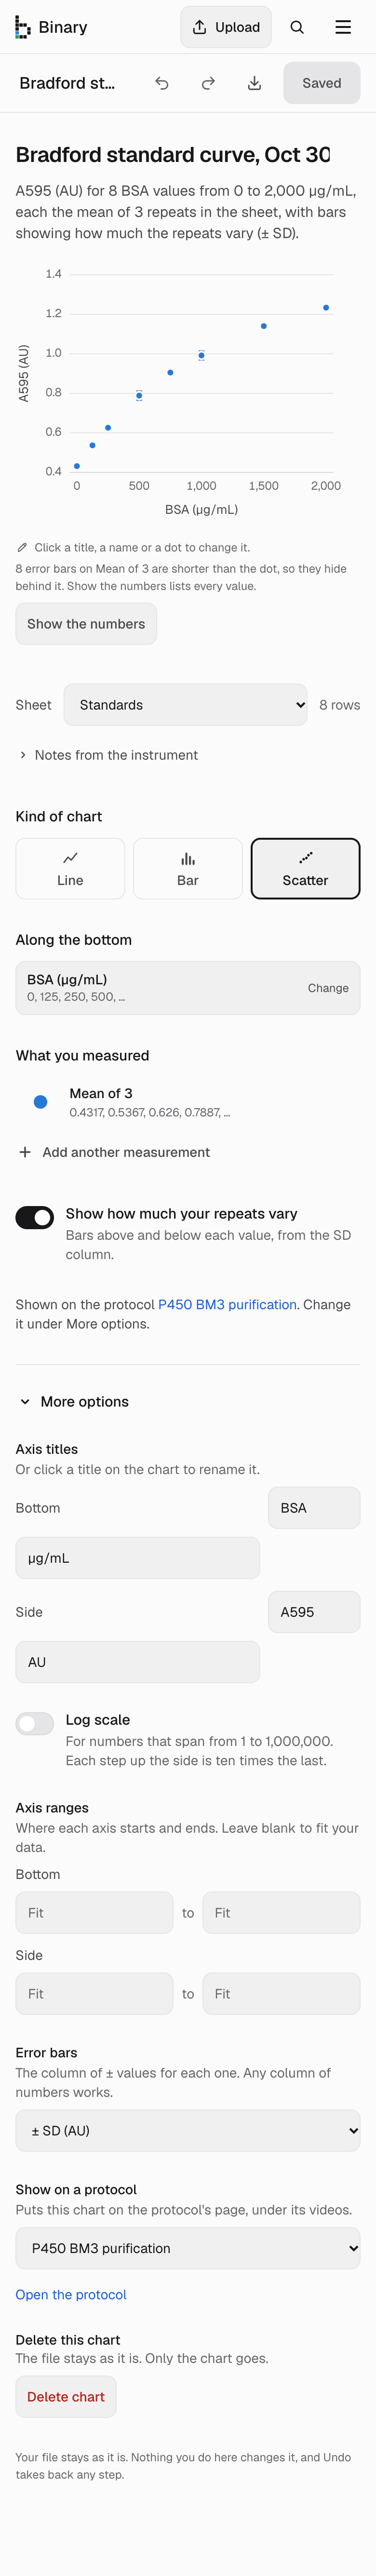 Binary
Upload
Bradford st...
Saved
Bradford standard curve, Oct 30
A595 (AU) for 8 BSA values from 0 to 2,000 µg/mL,
each the mean of 3 repeats in the sheet, with bars
showing how much the repeats vary (± SD).
1.4
1.2
1.0
0.8
0.6
0.4
A595 (AU)
0
500
1,000
1,500
2,000
BSA (µg/mL)
Click a title, a name or a dot to change it.
8 error bars on Mean of 3 are shorter than the dot, so they hide
behind it. Show the numbers lists every value.
Show the numbers
Sheet
Standards
8 rows
Notes from the instrument
Kind of chart
Line
Bar
Scatter
Along the bottom
BSA (µg/mL)
0, 125, 250, 500, ...
Change
What you measured
Mean of 3
0.4317, 0.5367, 0.626, 0.7887, ...
Add another measurement
Show how much your repeats vary
Bars above and below each value, from the SD
column.
Shown on the protocol P450 BM3 purification. Change
it under More options.
More options
Axis titles
Or click a title on the chart to rename it.
Bottom
BSA
µg/mL
Side
A595
AU
Log scale
For numbers that span from 1 to 1,000,000.
Each step up the side is ten times the last.
Axis ranges
Where each axis starts and ends. Leave blank to fit your
data.
Bottom
Fit
to
Fit
Side
Fit
to
Fit
Error bars
The column of ± values for each one. Any column of
numbers works.
± SD (AU)
Show on a protocol
Puts this chart on the protocol's page, under its videos.
P450 BM3 purification
Open the protocol
Delete this chart
The file stays as it is. Only the chart goes.
Delete chart
Your file stays as it is. Nothing you do here changes it, and Undo
takes back any step.